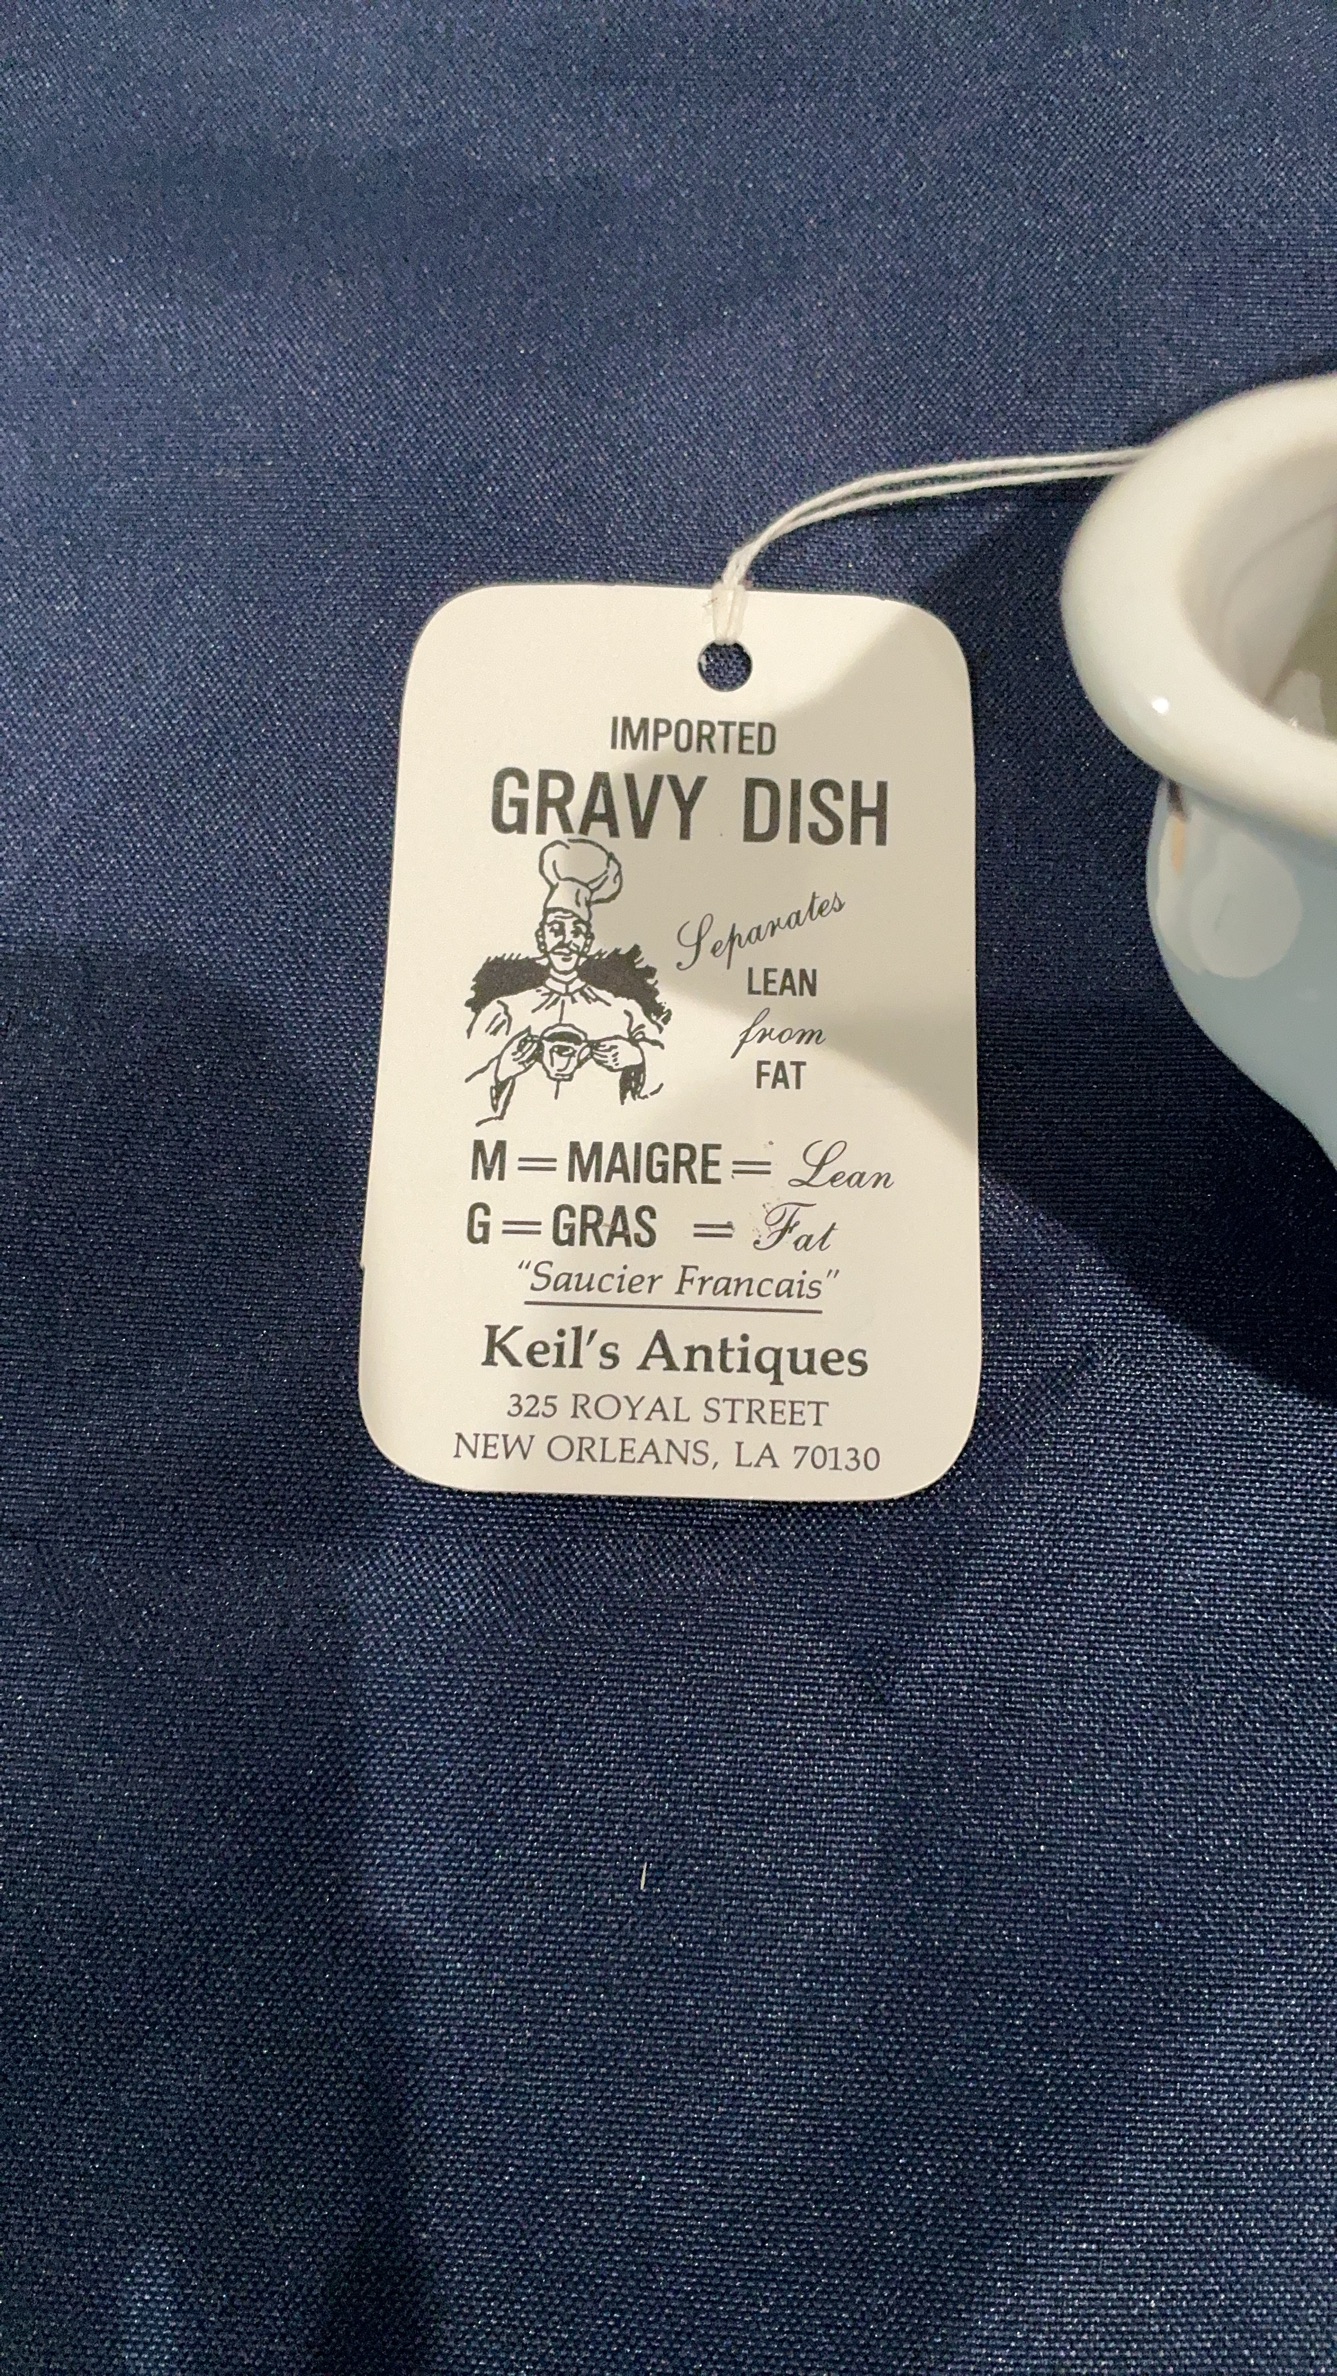 IMPORTED
GRAVY DISH
Separates
LEAN
from
FAT
M = MAIGRE = Lean
G = GRAS = Fat
"Saucier Francais"
Keil's Antiques
325 ROYAL STREET
NEW ORLEANS, LA 70130